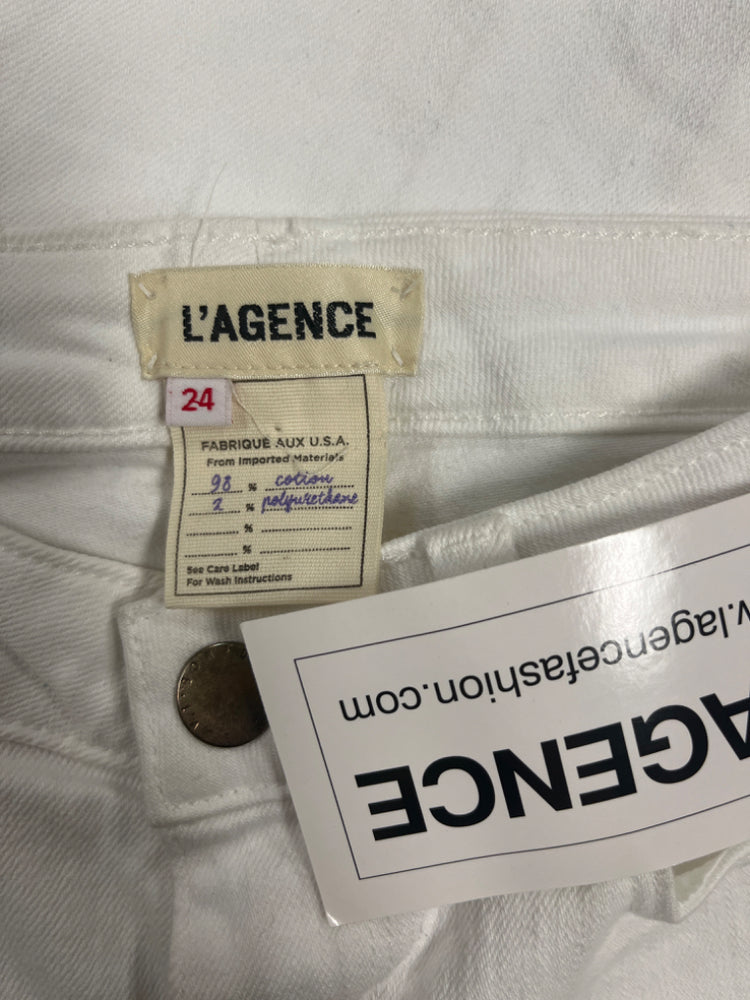 L'AGENCE
24
FABRIQUÉ AUX U.S.A.
From Imported Materials
98 % cotton
2 % polyurethane
%
%
See Care Label
For Wash Instructions
AGENCE
w.lagencefashion.com